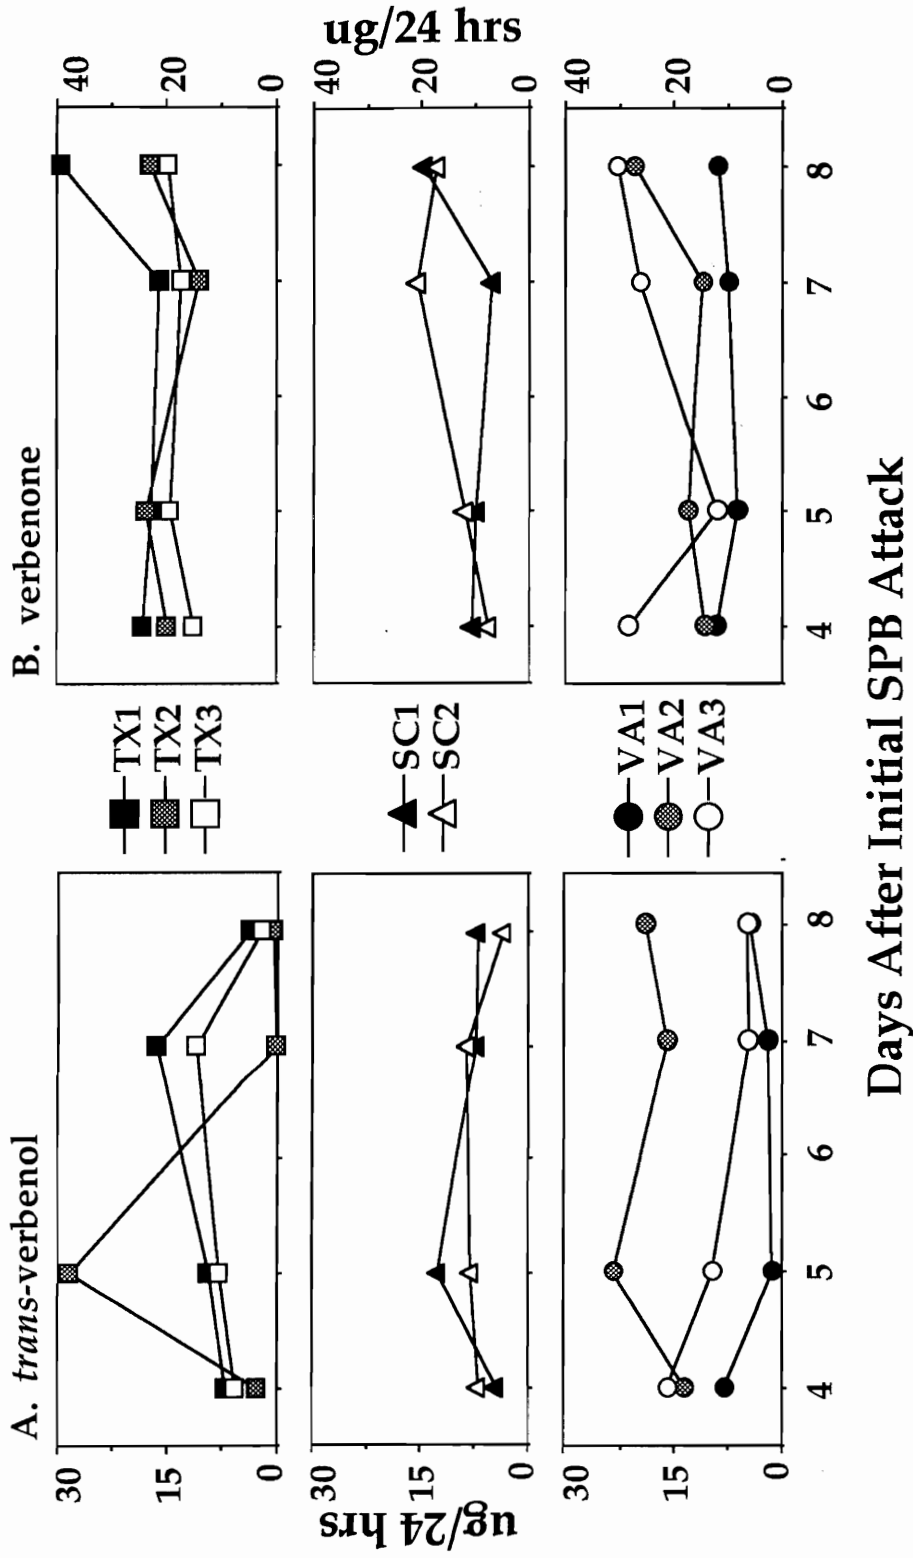 A. trans-verbenol
B. verbenone
30
15
0
TX1
TX2
TX3
40
20
0
ug/24 hrs
30
15
0
SC1
SC2
40
20
0
ug/24 hrs
30
15
0
VA1
VA2
VA3
40
20
0
4 5 6 7 8
4 5 6 7 8
Days After Initial SPB Attack